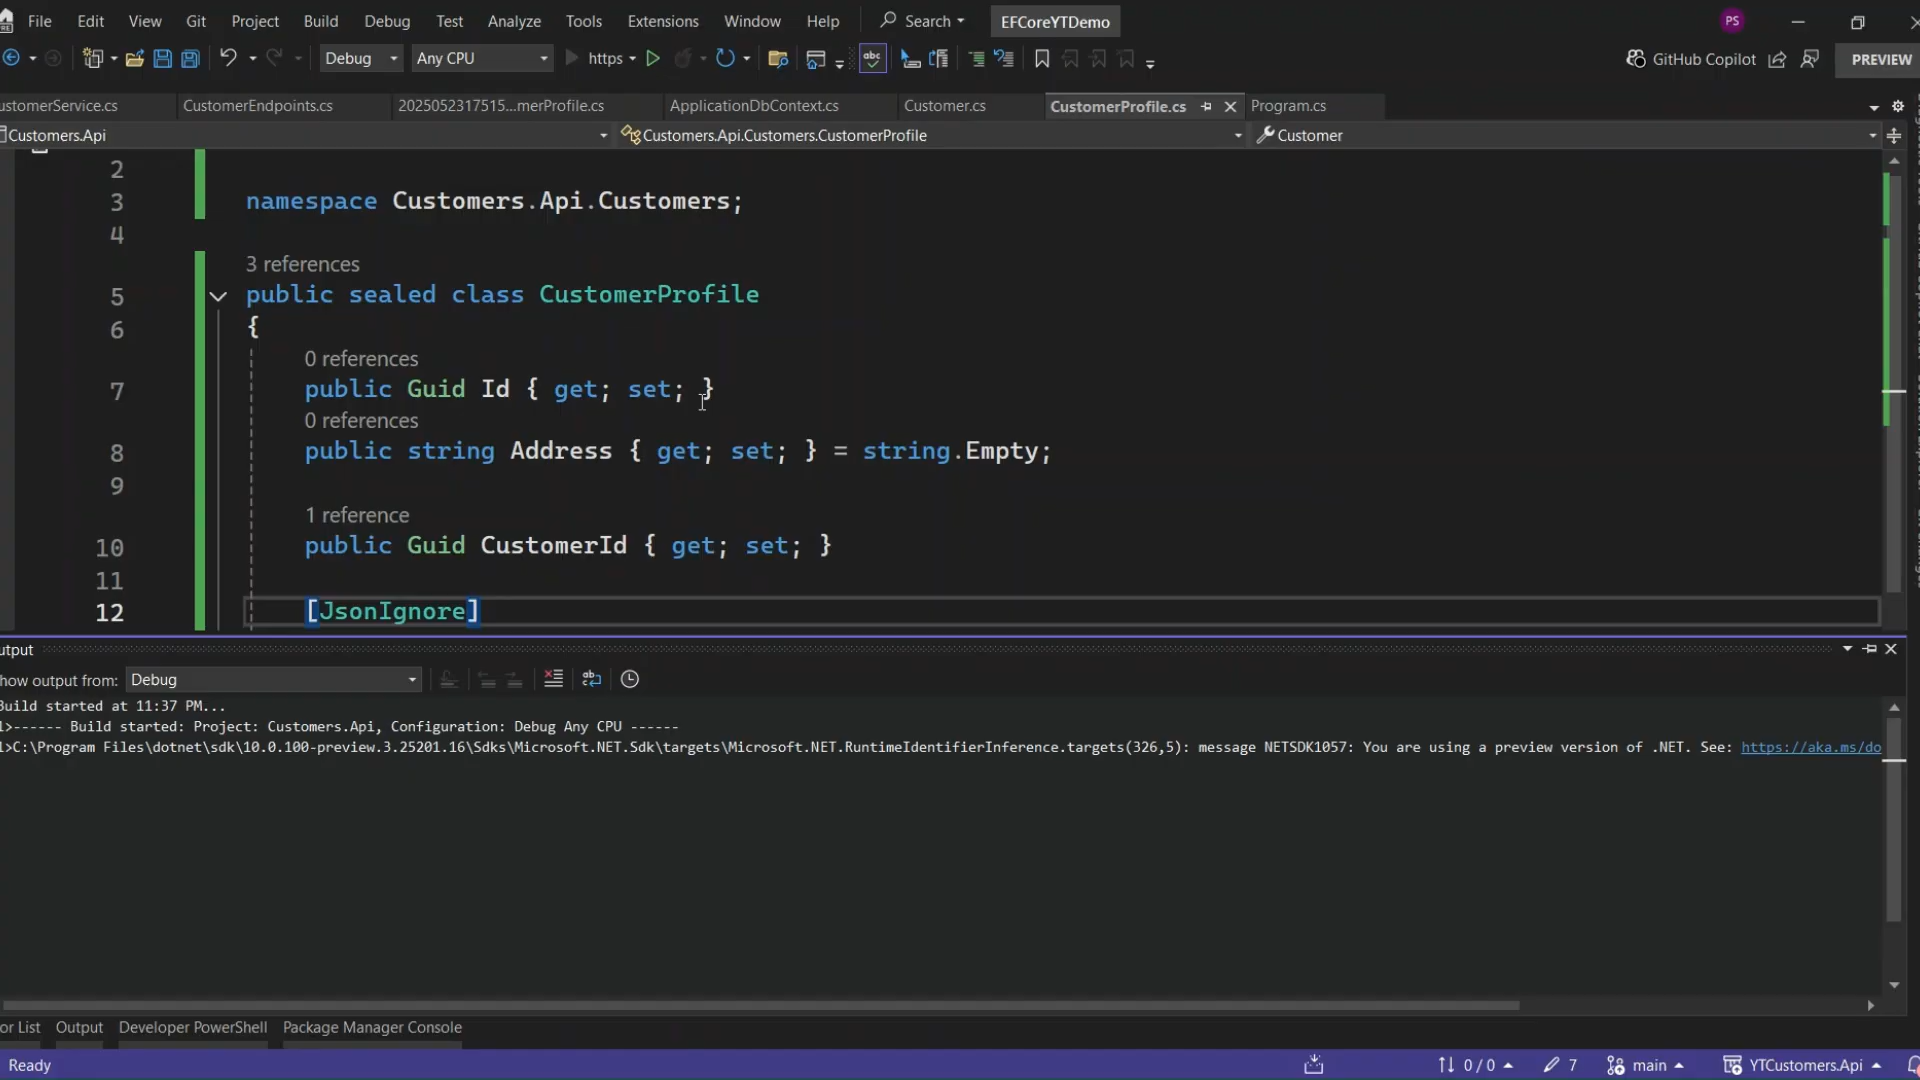 File Edit View Git Project Build Debug Test Analyze Tools Extensions Window Help Search EFCoreYTDemo PS
Debug Any CPU https GitHub Copilot PREVIEW
ustomerService.cs CustomerEndpoints.cs 2025052317515...merProfile.cs ApplicationDbContext.cs Customer.cs CustomerProfile.cs Program.cs
Customers.Api Customers.Api.Customers.CustomerProfile Customer
2
3 namespace Customers.Api.Customers;
4
3 references
5 public sealed class CustomerProfile
6 {
0 references
7 public Guid Id { get; set; }
0 references
8 public string Address { get; set; } = string.Empty;
9
1 reference
10 public Guid CustomerId { get; set; }
11
12 [JsonIgnore]
utput
how output from: Debug
Build started at 11:37 PM...
1>------ Build started: Project: Customers.Api, Configuration: Debug Any CPU ------
1>C:\Program Files\dotnet\sdk\10.0.100-preview.3.25201.16\Sdks\Microsoft.NET.Sdk\targets\Microsoft.NET.RuntimeIdentifierInference.targets(326,5): message NETSDK1057: You are using a preview version of .NET. See: https://aka.ms/do
or List Output Developer PowerShell Package Manager Console
Ready 0 / 0 7 main YTCustomers.Api